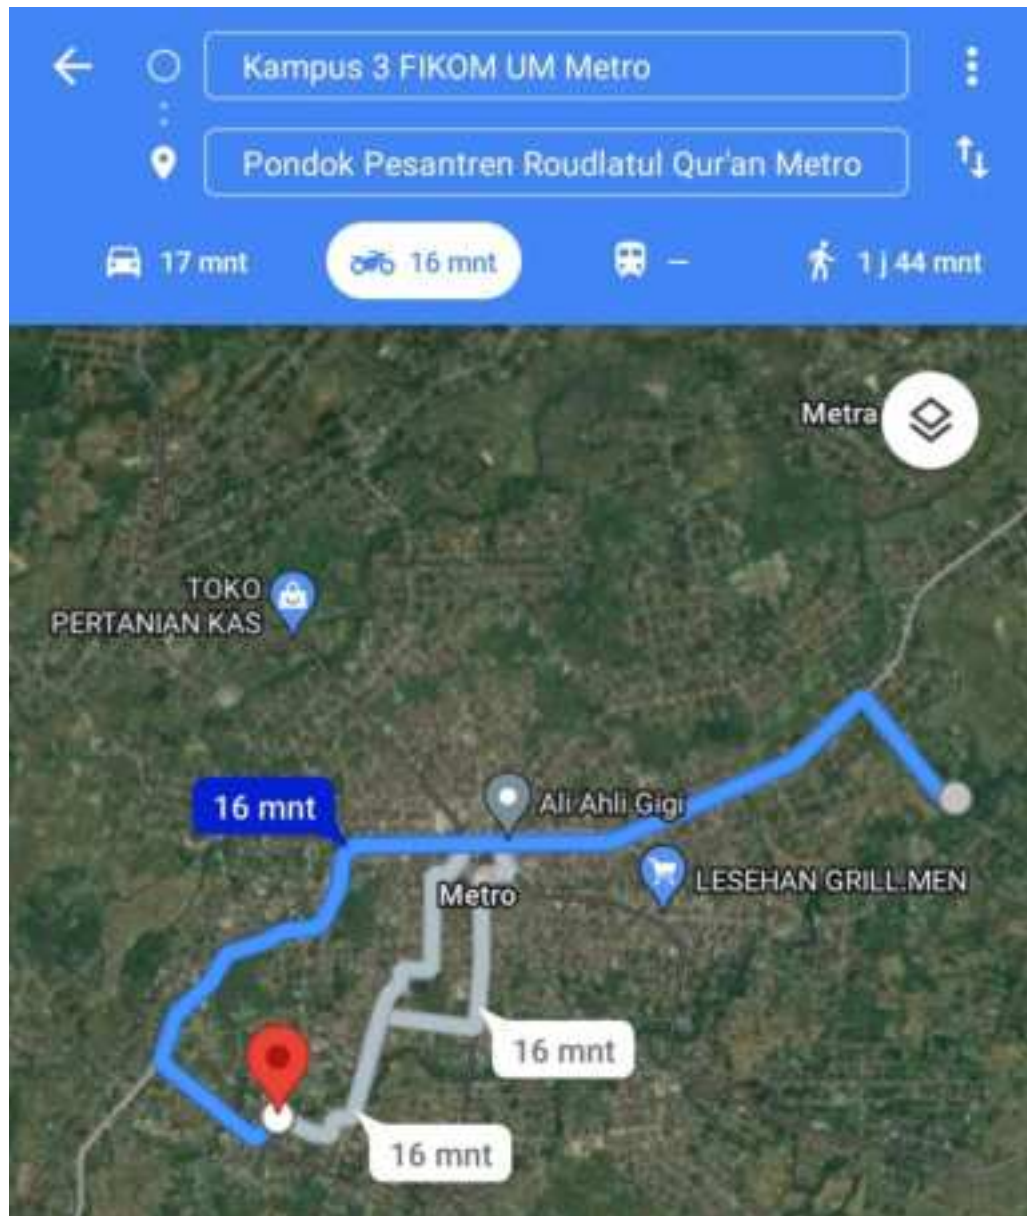 Kampus 3 FIKOM UM Metro
Pondok Pesantren Roudlatul Qur'an Metro
17 mnt
16 mnt
–
1 j 44 mnt
Metra
TOKO
PERTANIAN KAS
16 mnt
Ali Ahli Gigi
LESEHAN GRILL.MEN
Metro
16 mnt
16 mnt